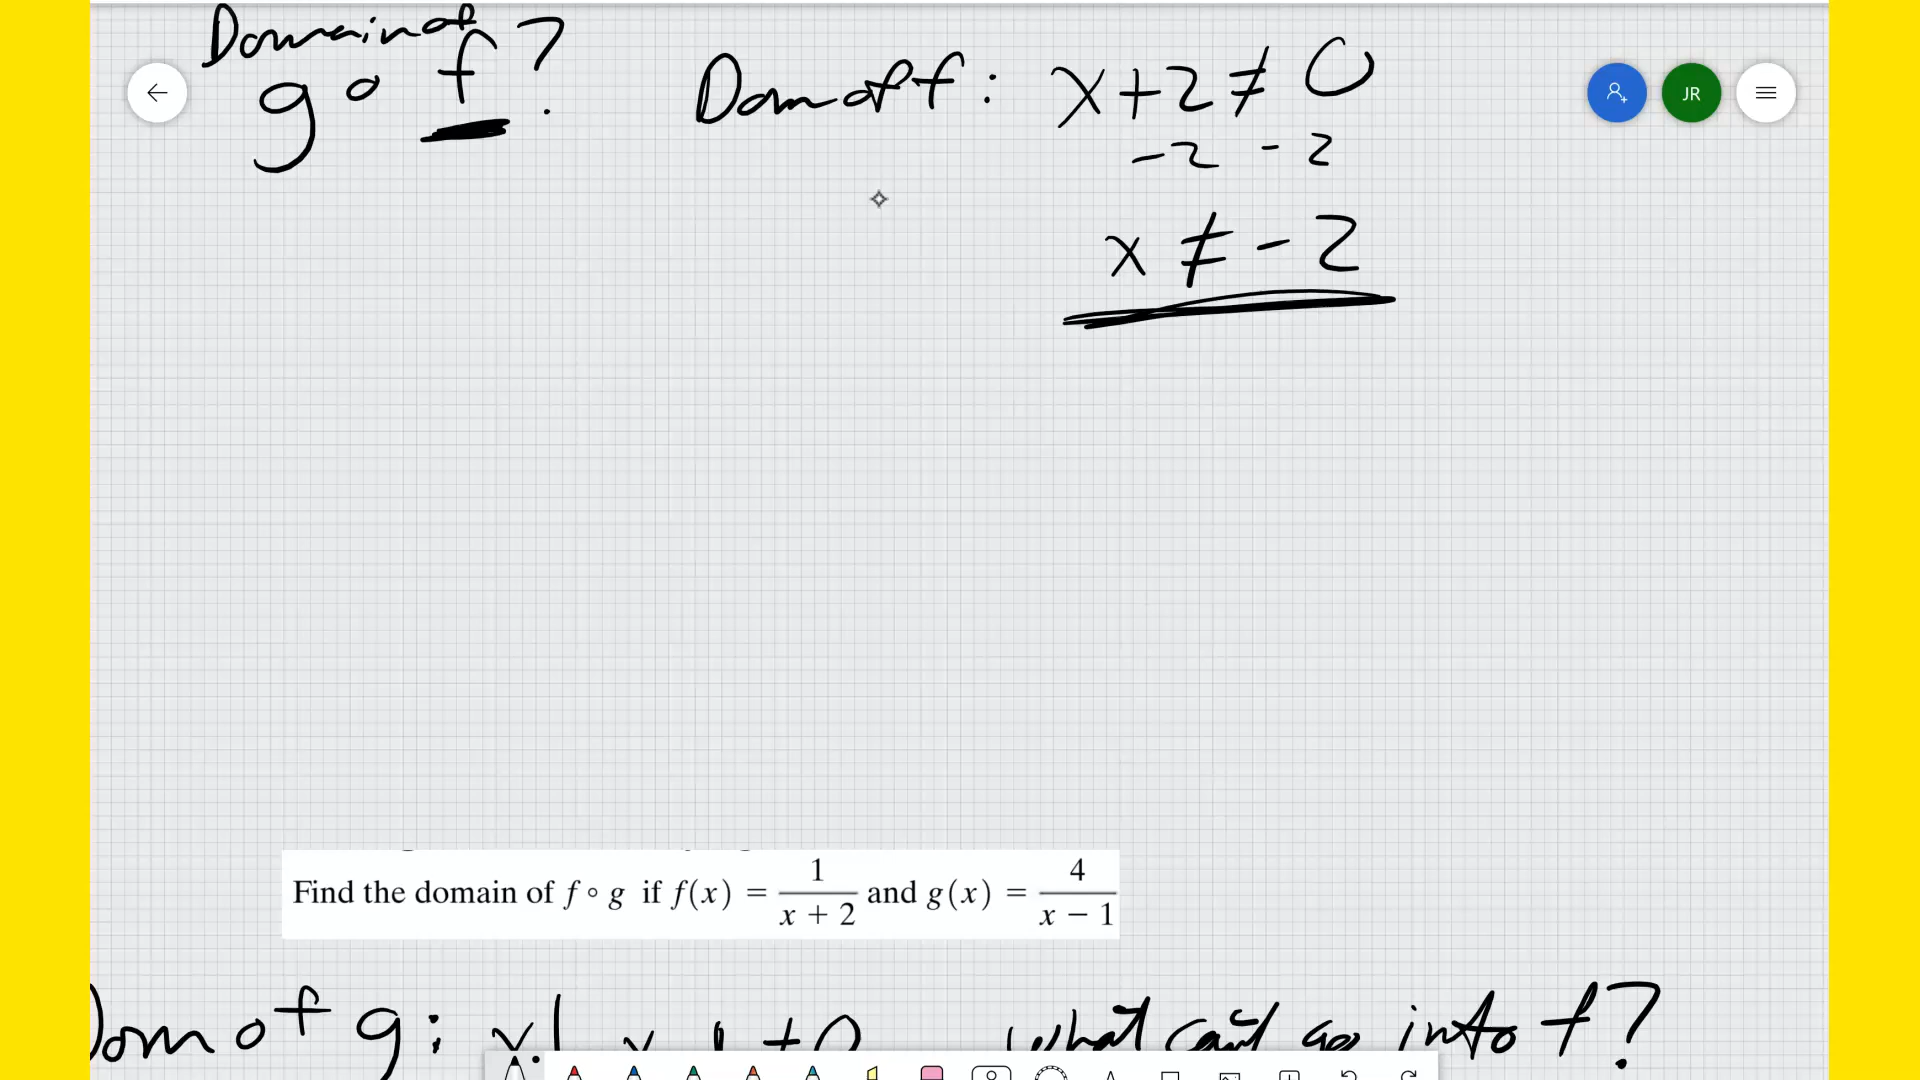 Domain of
g ∘ f ?
Dom of f : x + 2 ≠ 0
-2 -2
x ≠ -2
JR
Find the domain of f ∘ g if f(x) = 1/(x + 2) and g(x) = 4/(x − 1)
Dom of g :
what can't go into f ?